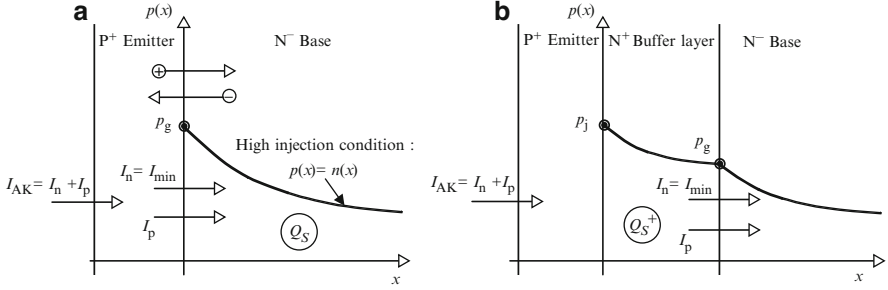 a
p(x)
P+ Emitter
N− Base
+
−
pg
High injection condition :
p(x)= n(x)
In= Imin
IAK= In +Ip
Ip
QS
x
b
p(x)
P+ Emitter
N+Buffer layer
N− Base
pj
pg
In= Imin
IAK= In +Ip
QS+
Ip
x